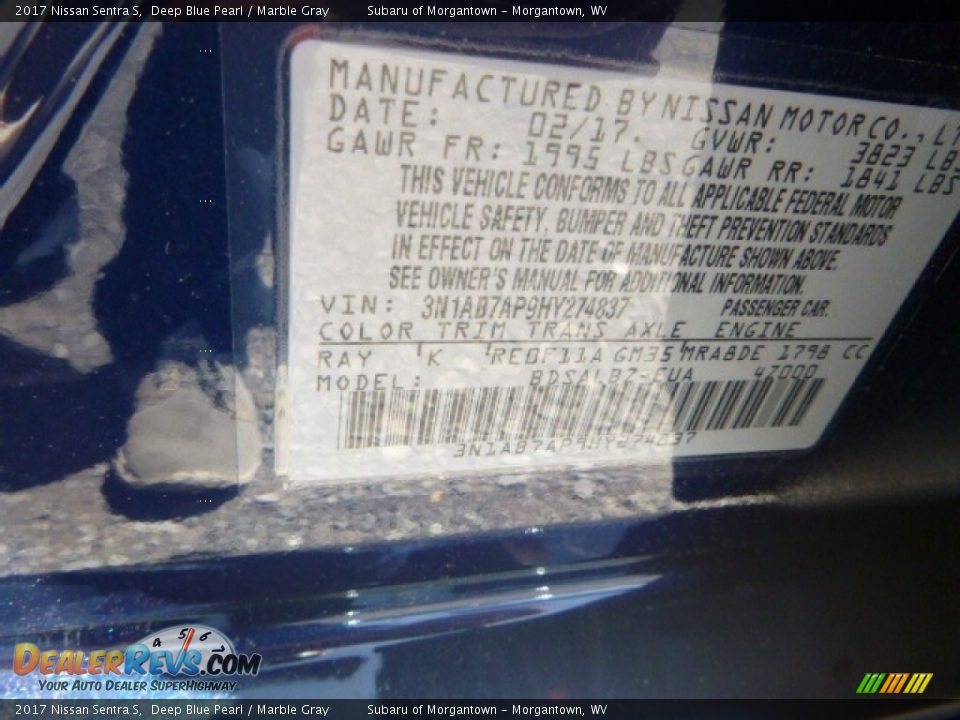 2017 Nissan Sentra S, Deep Blue Pearl / Marble Gray Subaru of Morgantown - Morgantown, WV
MANUFACTURED BY NISSAN MOTOR CO.,
DATE: 02/17. GVWR: 3823 LBS
GAWR FR: 1995 LBS GAWR RR: 1841 LBS
THIS VEHICLE CONFORMS TO ALL APPLICABLE FEDERAL MOTOR
VEHICLE SAFETY, BUMPER AND THEFT PREVENTION STANDARDS
IN EFFECT ON THE DATE OF MANUFACTURE SHOWN ABOVE.
SEE OWNER'S MANUAL FOR ADDITIONAL INFORMATION.
VIN: 3N1AB7AP9HY274837 PASSENGER CAR.
COLOR TRIM TRANS AXLE ENGINE
RAY K RE0F11A GM35 MRA8DE 1798 CC
MODEL: 47000
3N1AB7AP9HY274837
4 5 6 7
DEALERREVS.COM
YOUR AUTO DEALER SUPERHIGHWAY
2017 Nissan Sentra S, Deep Blue Pearl / Marble Gray Subaru of Morgantown - Morgantown, WV